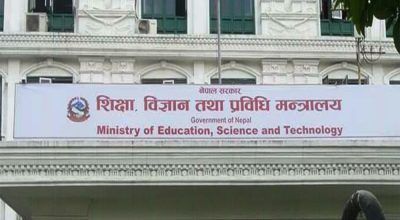 नेपाल सरकार
शिक्षा, विज्ञान तथा प्रविधि मन्त्रालय
Government of Nepal
Ministry of Education, Science and Technology